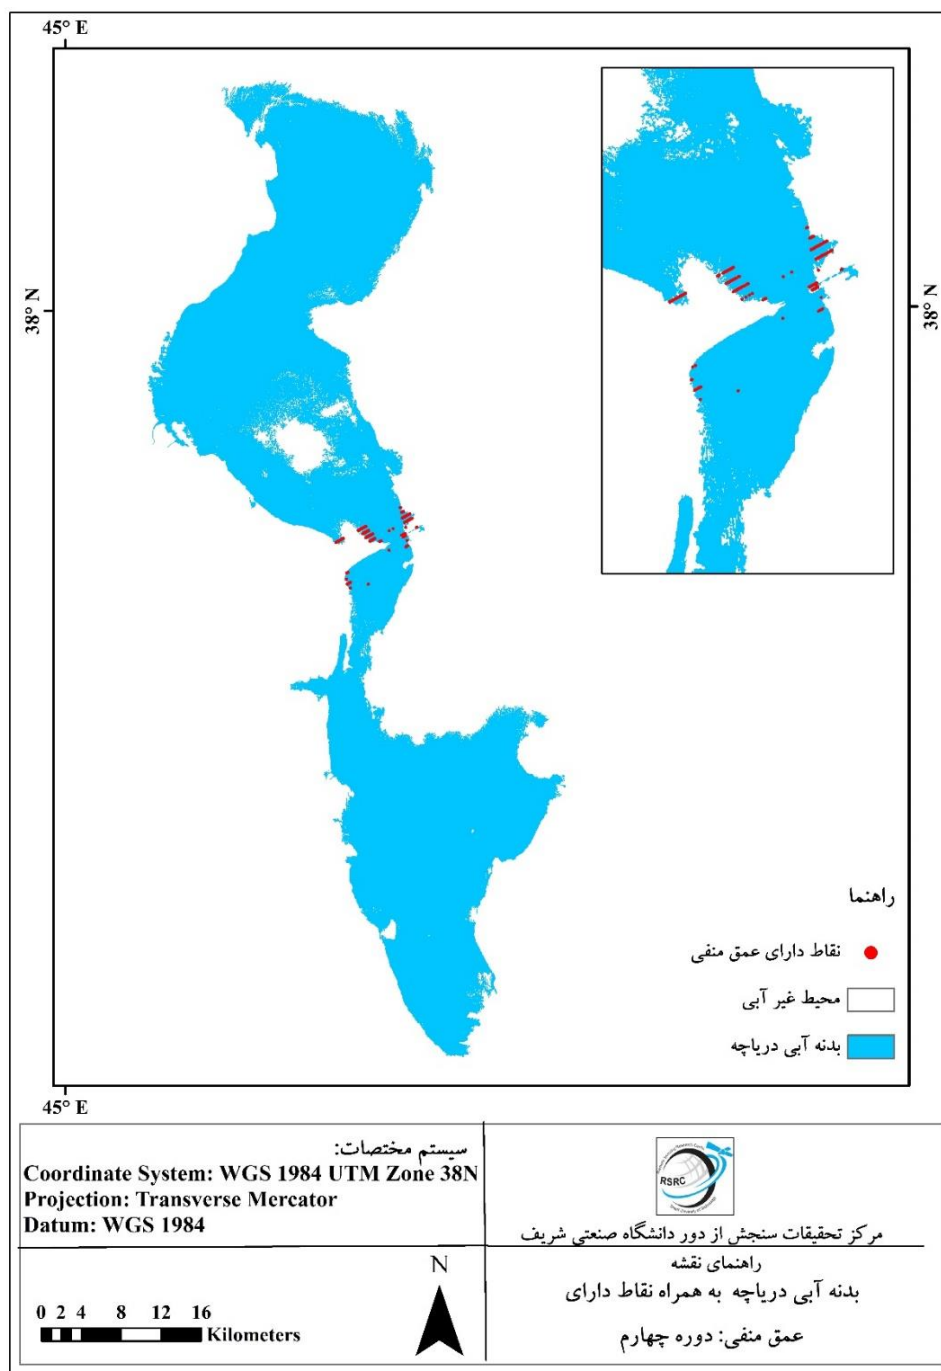 45° E
38° N
38° N
راهنما
نقاط دارای عمق منفی
محیط غیر آبی
بدنه آبی دریاچه
45° E
سیستم مختصات:
Coordinate System: WGS 1984 UTM Zone 38N
Projection: Transverse Mercator
Datum: WGS 1984
RSRC
مرکز تحقیقات سنجش از دور دانشگاه صنعتی شریف
راهنمای نقشه
بدنه آبی دریاچه به همراه نقاط دارای
عمق منفی: دوره چهارم
N
0 2 4 8 12 16
Kilometers